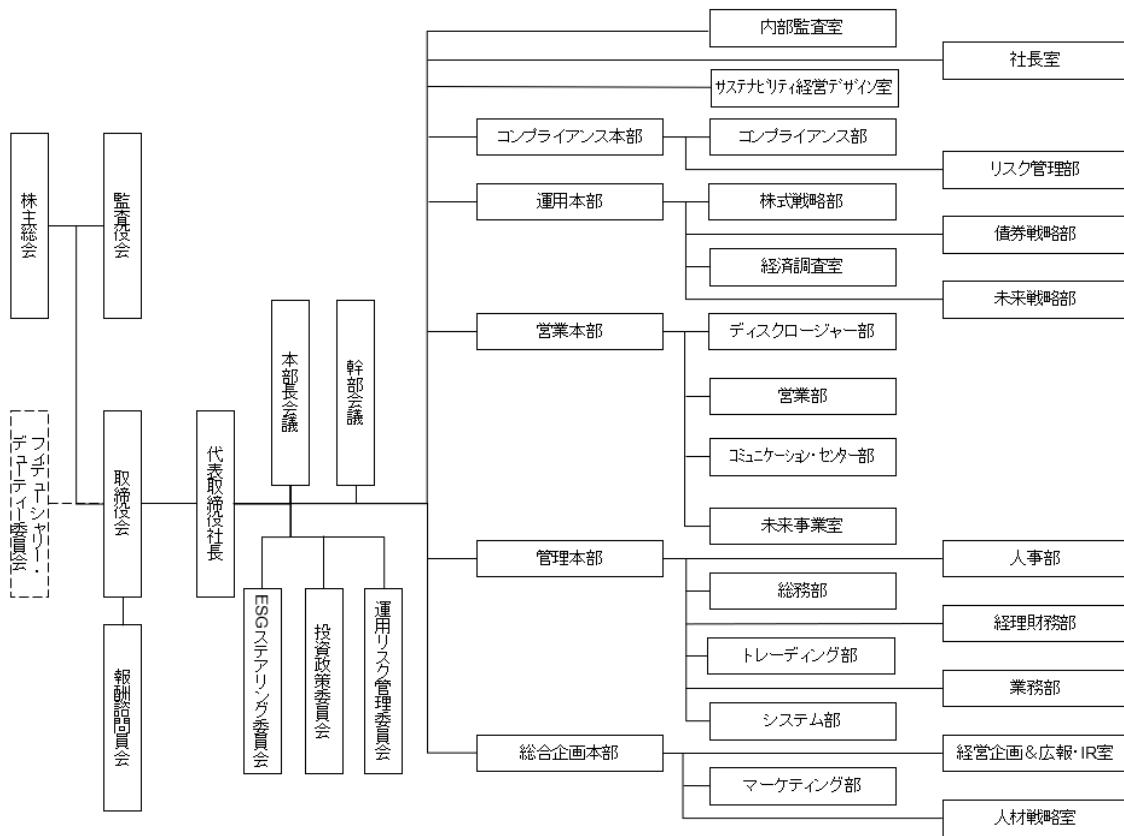 内部監査室
社長室
サステナビリティ経営デザイン室
コンプライアンス本部
コンプライアンス部
リスク管理部
株主総会
監査役会
運用本部
株式戦略部
債券戦略部
経済調査室
未来戦略部
営業本部
ディスクロージャー部
営業部
コミュニケーション・センター部
未来事業室
本部長会議
幹部会議
フィデューシャリー・
デューティー委員会
取締役会
代表取締役社長
管理本部
人事部
総務部
経理財務部
トレーディング部
業務部
システム部
ESGステアリング委員会
投資政策委員会
運用リスク管理委員会
報酬諮問員会
総合企画本部
経営企画&広報・IR室
マーケティング部
人材戦略室